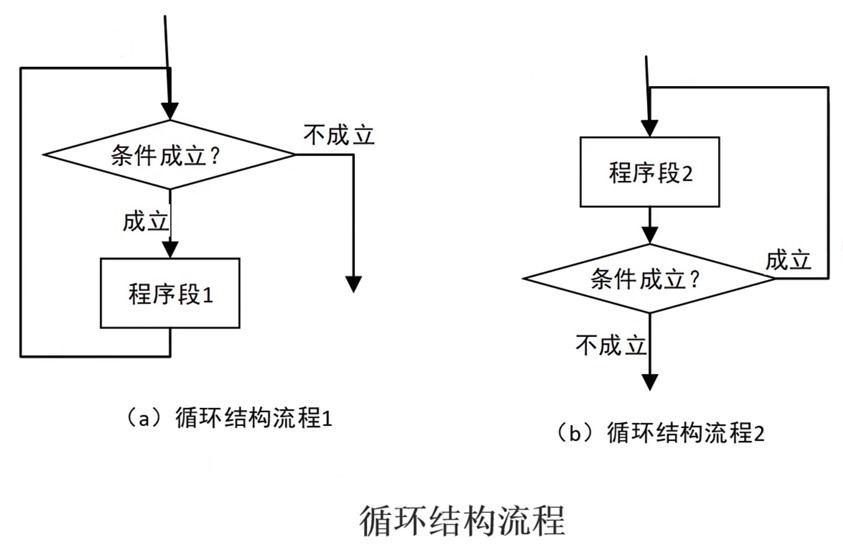 条件成立？
不成立
成立
程序段1
（a）循环结构流程1
程序段2
条件成立？
成立
不成立
（b）循环结构流程2
循环结构流程